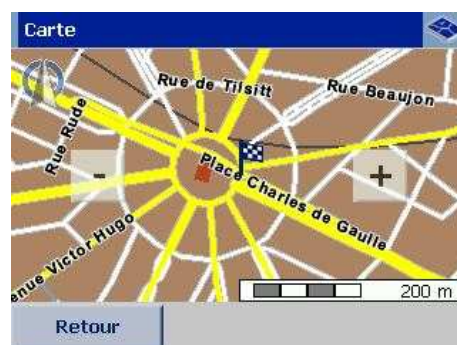 Carte
Rue de Tilsitt
Rue Beaujon
Rue Rude
Place Charles de Gaulle
-
+
enue Victor Hugo
200 m
Retour